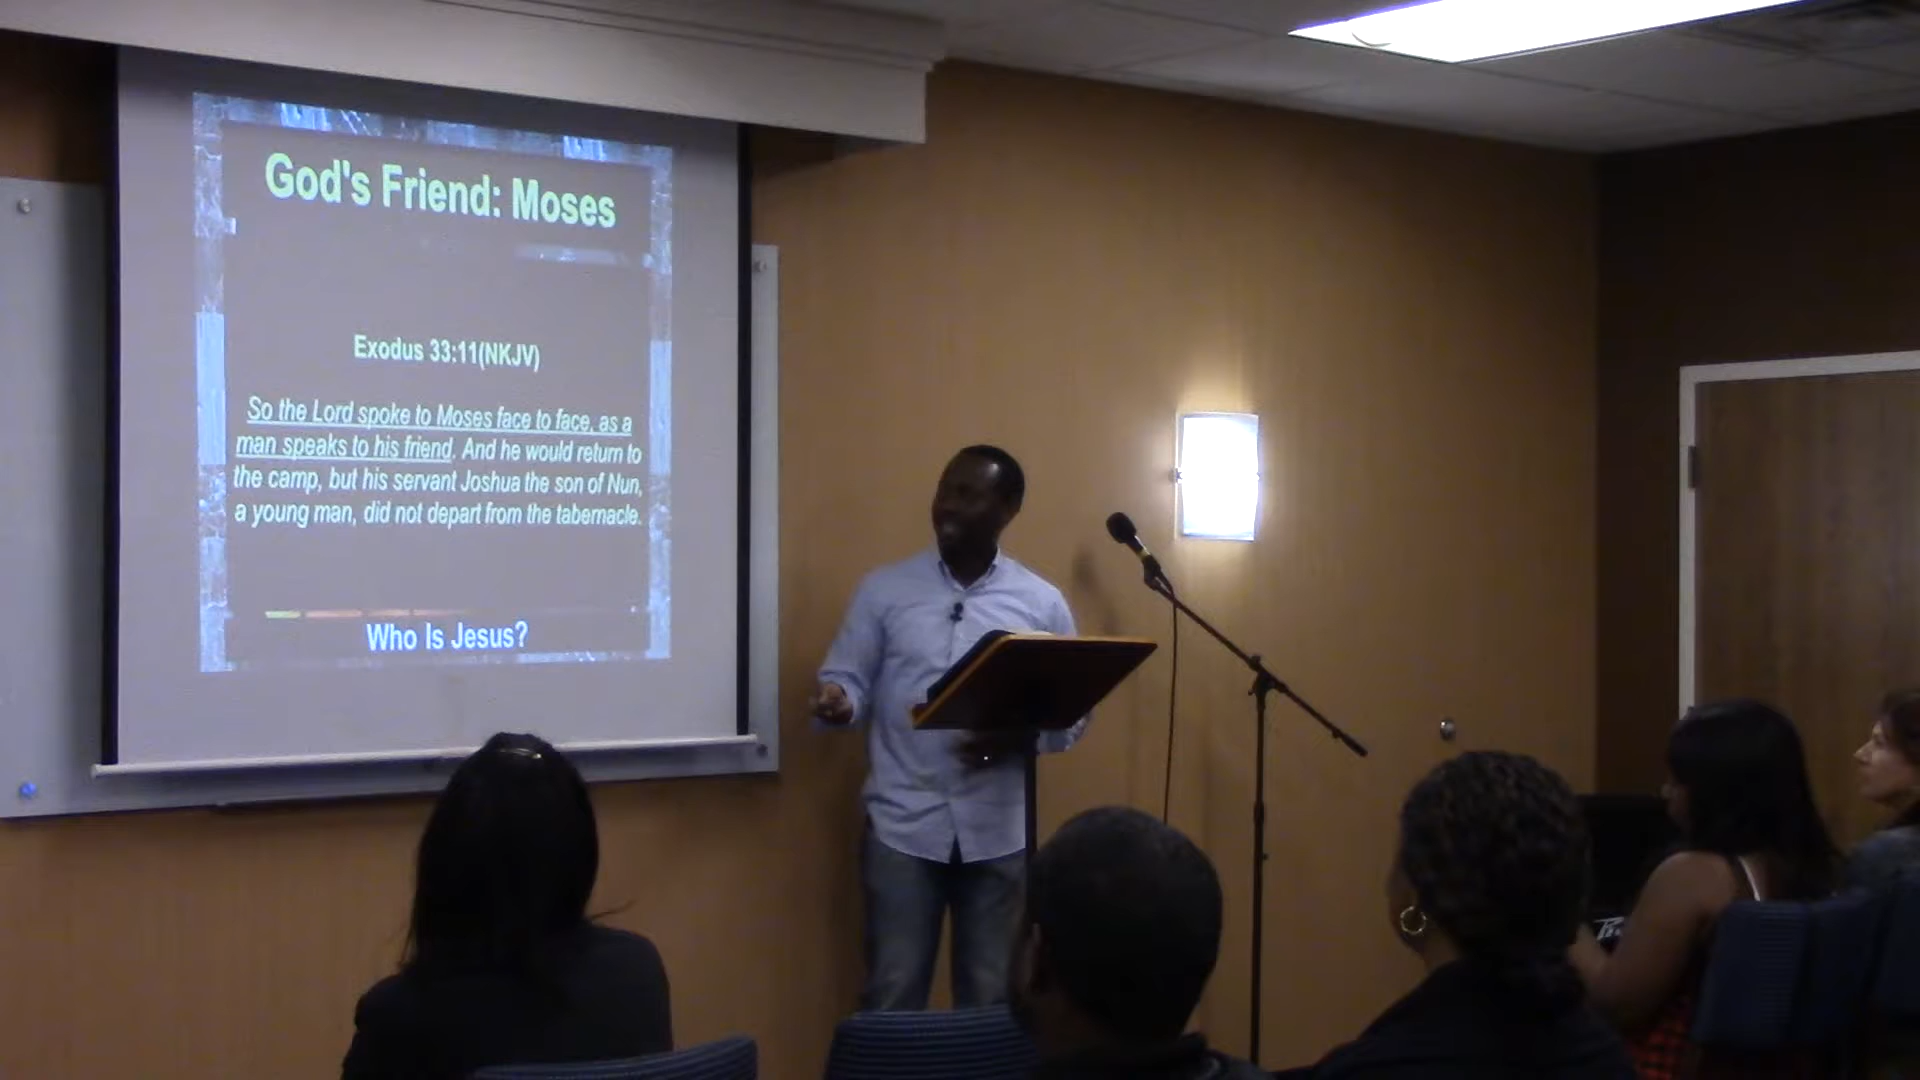 God's Friend: Moses
Exodus 33:11(NKJV)
So the Lord spoke to Moses face to face, as a
man speaks to his friend. And he would return to
the camp, but his servant Joshua the son of Nun,
a young man, did not depart from the tabernacle.
Who Is Jesus?